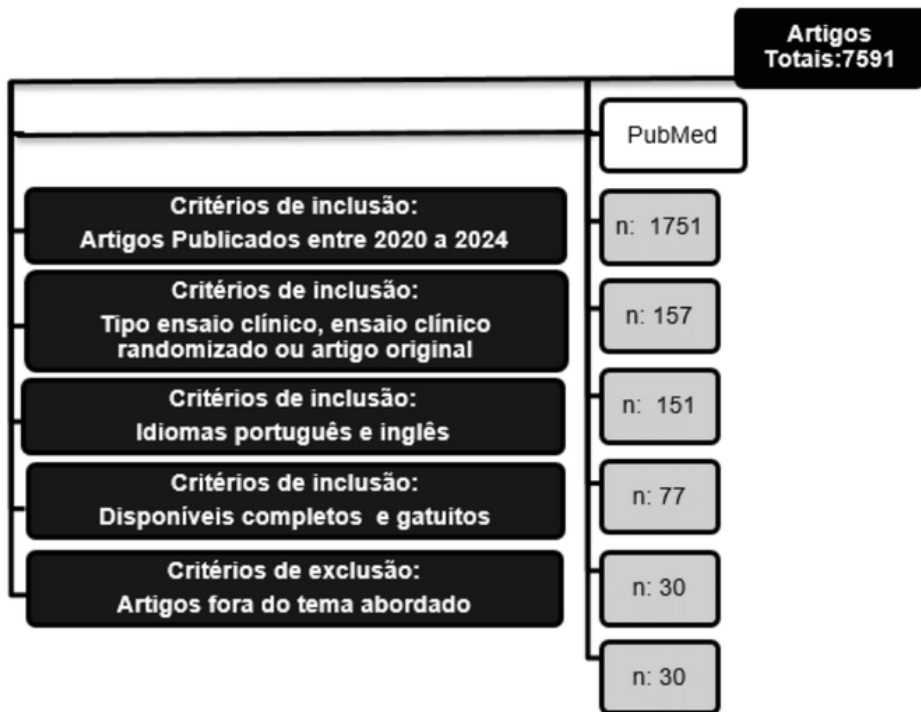 Artigos
Totais:7591
PubMed
Critérios de inclusão:
Artigos Publicados entre 2020 a 2024
n: 1751
Critérios de inclusão:
Tipo ensaio clínico, ensaio clínico
randomizado ou artigo original
n: 157
Critérios de inclusão:
Idiomas português e inglês
n: 151
Critérios de inclusão:
Disponíveis completos e gatuitos
n: 77
Critérios de exclusão:
Artigos fora do tema abordado
n: 30
n: 30